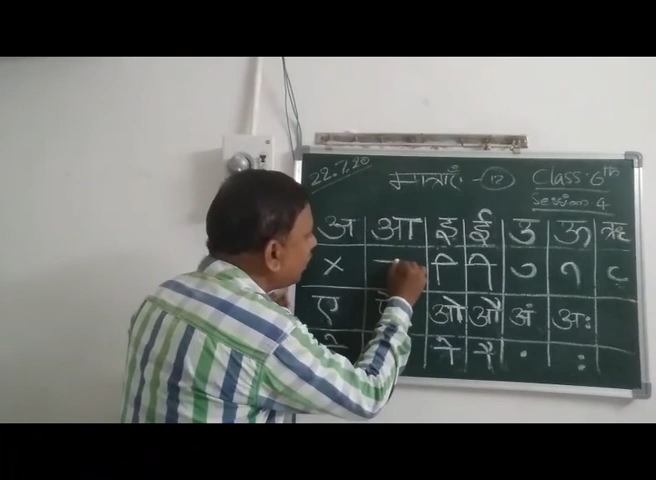 22.7.20 मात्राएँ - 12 Class 6th
Session 4
अ आ इ ई उ ऊ ऋ
× ि ी ु ृ
ए ओ औ अं अः